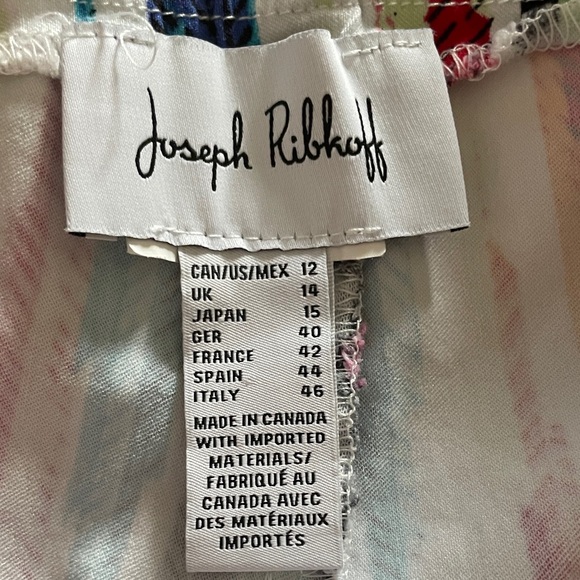 Joseph Ribkoff
CAN/US/MEX 12
UK 14
JAPAN 15
GER 40
FRANCE 42
SPAIN 44
ITALY 46
MADE IN CANADA
WITH IMPORTED
MATERIALS/
FABRIQUÉ AU
CANADA AVEC
DES MATÉRIAUX
IMPORTÉS